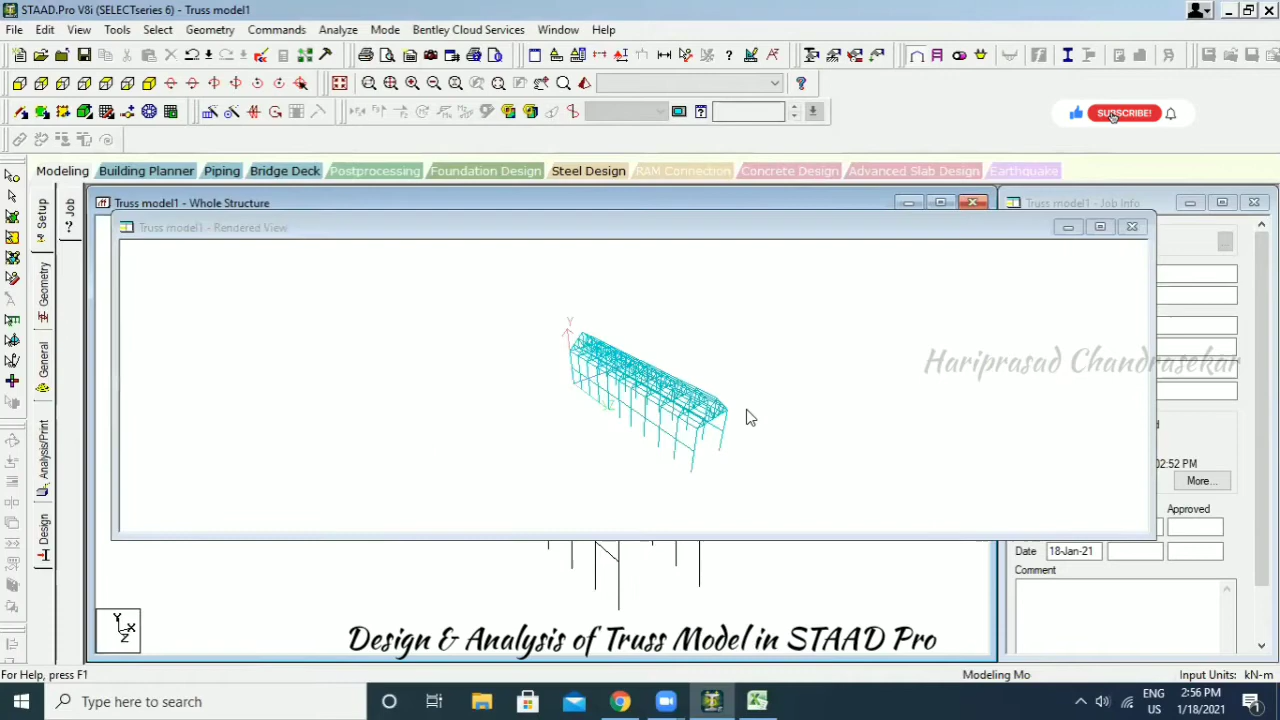 STAAD.Pro V8i (SELECTseries 6) - Truss model1
File Edit View Tools Select Geometry Commands Analyze Mode Bentley Cloud Services Window Help
SUBSCRIBE!
Modeling Building Planner Piping Bridge Deck Postprocessing Foundation Design Steel Design RAM Connection Concrete Design Advanced Slab Design Earthquake
Truss model1 - Whole Structure
Truss model1 - Job Info
Truss model1 - Rendered View
Setup
Job
Geometry
General
Analysis/Print
Design
Y
Z
Hariprasad Chandrasekar
02:52 PM
More...
Approved
Date 18-Jan-21
Comment
Y
X
Z
Design & Analysis of Truss Model in STAAD Pro
For Help, press F1
Modeling Mo
Input Units: kN-m
Type here to search
ENG
US
2:56 PM
1/18/2021
1